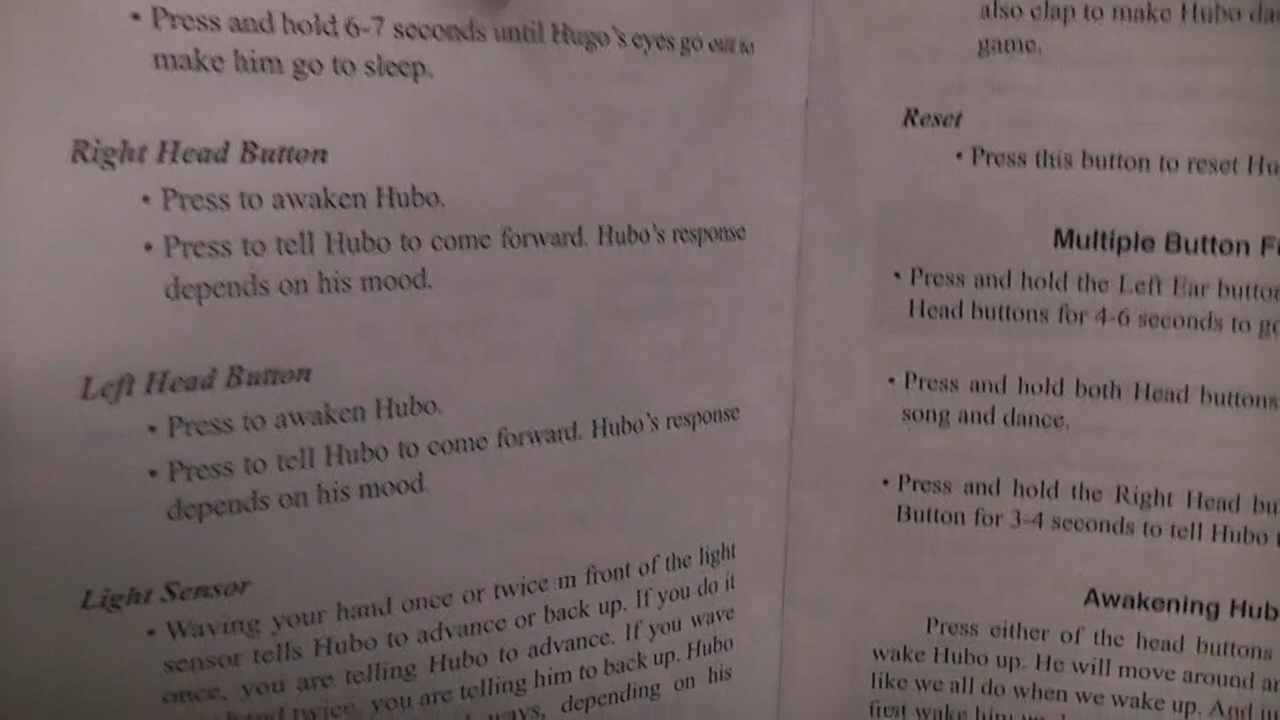 • Press and hold 6-7 seconds until Hugo's eyes go out to
make him go to sleep.
Right Head Button
• Press to awaken Hubo.
• Press to tell Hubo to come forward. Hubo's response
depends on his mood.
Left Head Button
• Press to awaken Hubo.
• Press to tell Hubo to come forward. Hubo's response
depends on his mood.
Light Sensor
• Waving your hand once or twice in front of the light
sensor tells Hubo to advance or back up. If you do it
once, you are telling Hubo to advance. If you wave
twice, you are telling him to back up. Hubo
ways, depending on his
also clap to make Hubo
game.
Reset
• Press this button to reset
Multiple Button
• Press and hold the Left Ear
Head buttons for 4-6 seconds to
• Press and hold both Head buttons
song and dance.
• Press and hold the Right Head
Button for 3-4 seconds to tell Hubo
Awakening
Press either of the head buttons
wake Hubo up. He will move around
like we all do when we wake up. And
first wake him